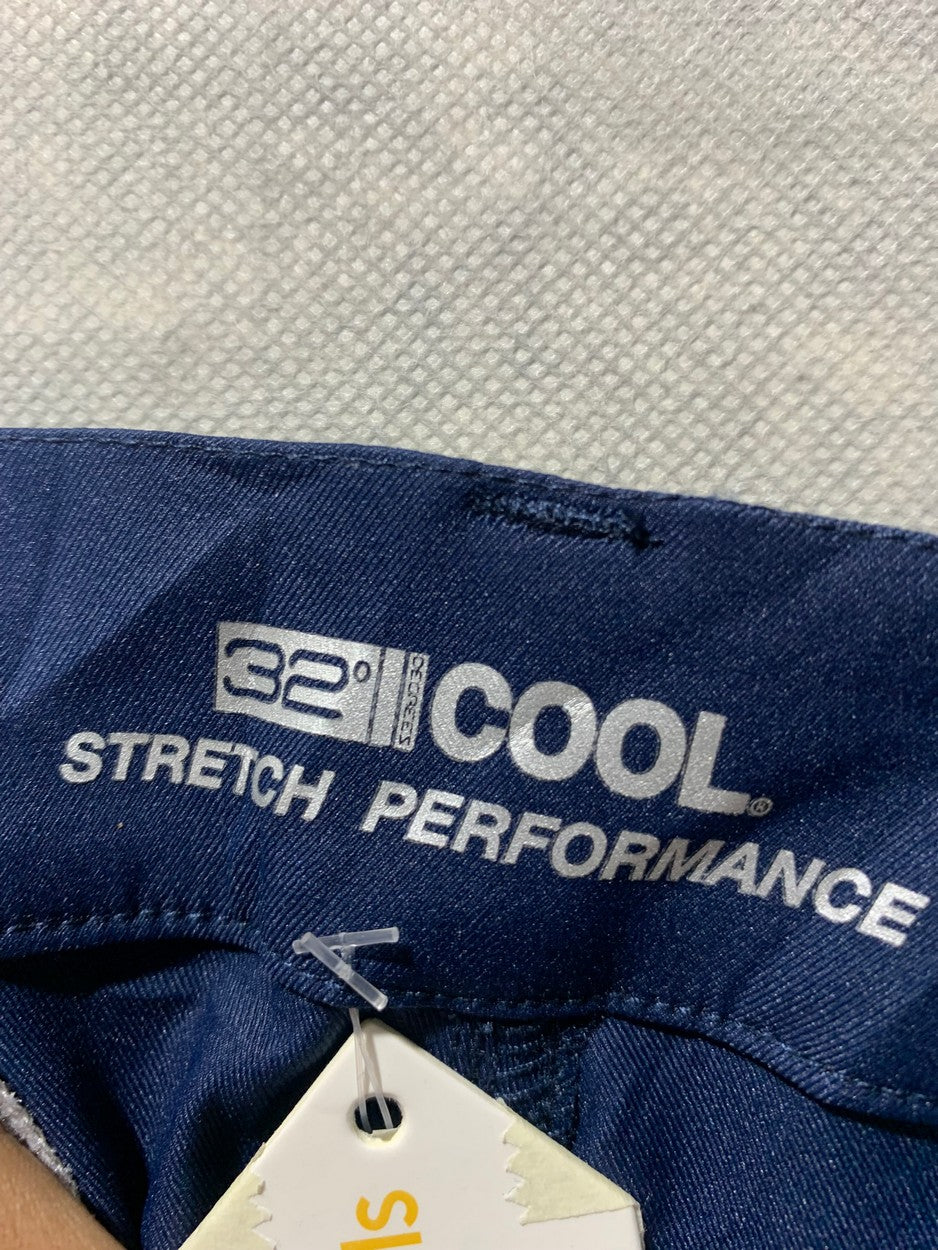 32° DEGREES COOL®
STRETCH PERFORMANCE